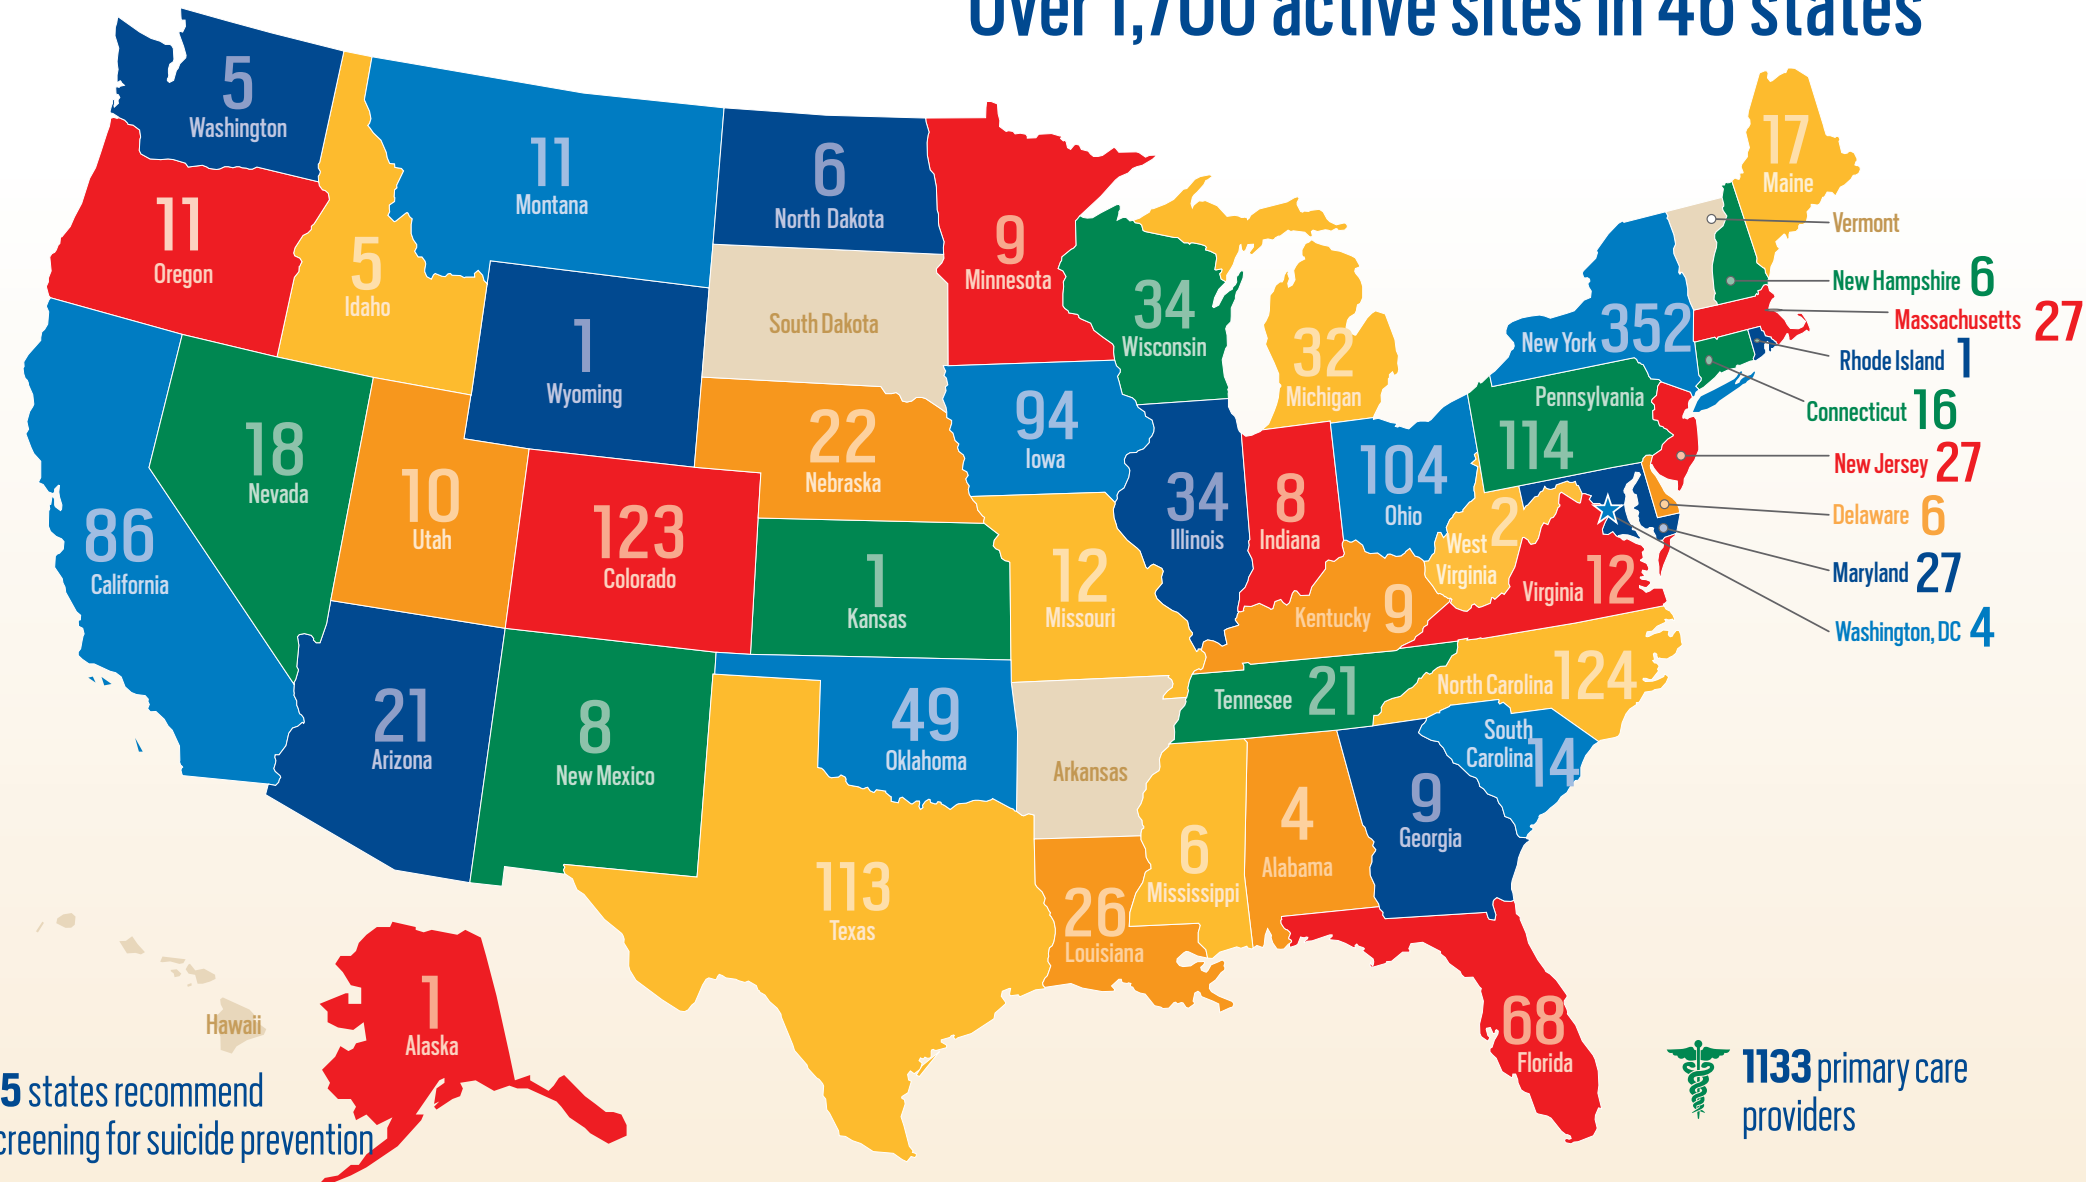 Over 1,700 active sites in 46 states
5
Washington
11
Oregon
5
Idaho
11
Montana
6
North Dakota
9
Minnesota
1
Wyoming
South Dakota
34
Wisconsin
32
Michigan
17
Maine
Vermont
New Hampshire 6
Massachusetts 27
New York 352
Rhode Island 1
Connecticut 16
Pennsylvania
114
New Jersey 27
Delaware 6
Maryland 27
Washington, DC 4
86
California
18
Nevada
10
Utah
123
Colorado
22
Nebraska
94
Iowa
34
Illinois
8
Indiana
104
Ohio
West 2
Virginia
Virginia 12
1
Kansas
12
Missouri
Kentucky 9
21
Arizona
8
New Mexico
49
Oklahoma
Arkansas
Tennesee 21
North Carolina 124
South
Carolina 14
113
Texas
26
Louisiana
6
Mississippi
4
Alabama
9
Georgia
68
Florida
Hawaii
1
Alaska
5 states recommend
creening for suicide prevention
1133 primary care
providers